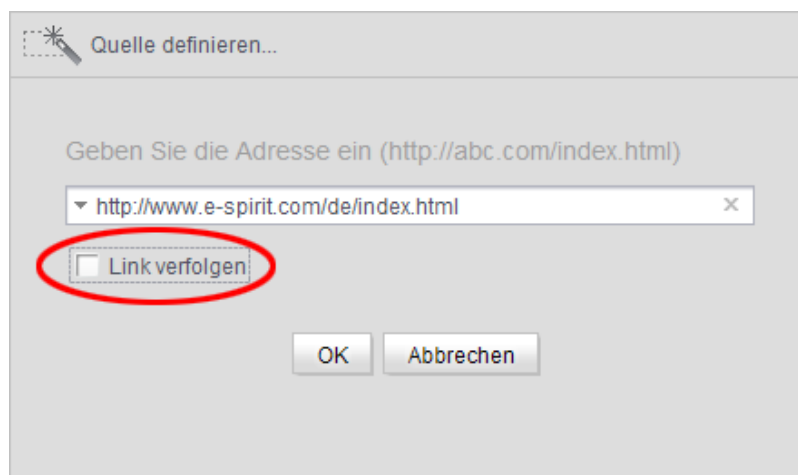 Quelle definieren...
Geben Sie die Adresse ein (http://abc.com/index.html)
http://www.e-spirit.com/de/index.html
Link verfolgen
OK Abbrechen